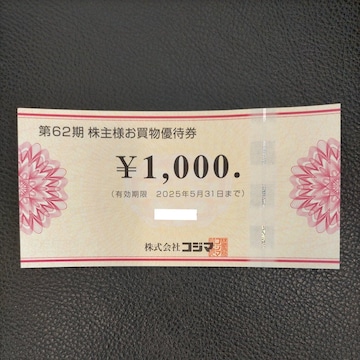 第62期 株主様お買物優待券
￥1,000.
(有効期限 2025年5月31日まで)
株式会社コジマ